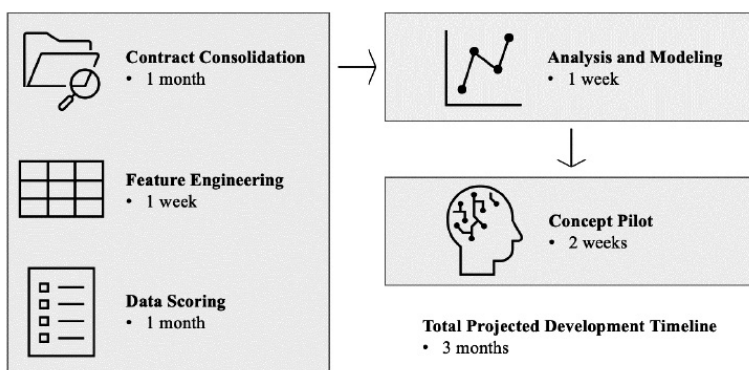 Contract Consolidation
• 1 month
Feature Engineering
• 1 week
Data Scoring
• 1 month
Analysis and Modeling
• 1 week
Concept Pilot
• 2 weeks
Total Projected Development Timeline
• 3 months